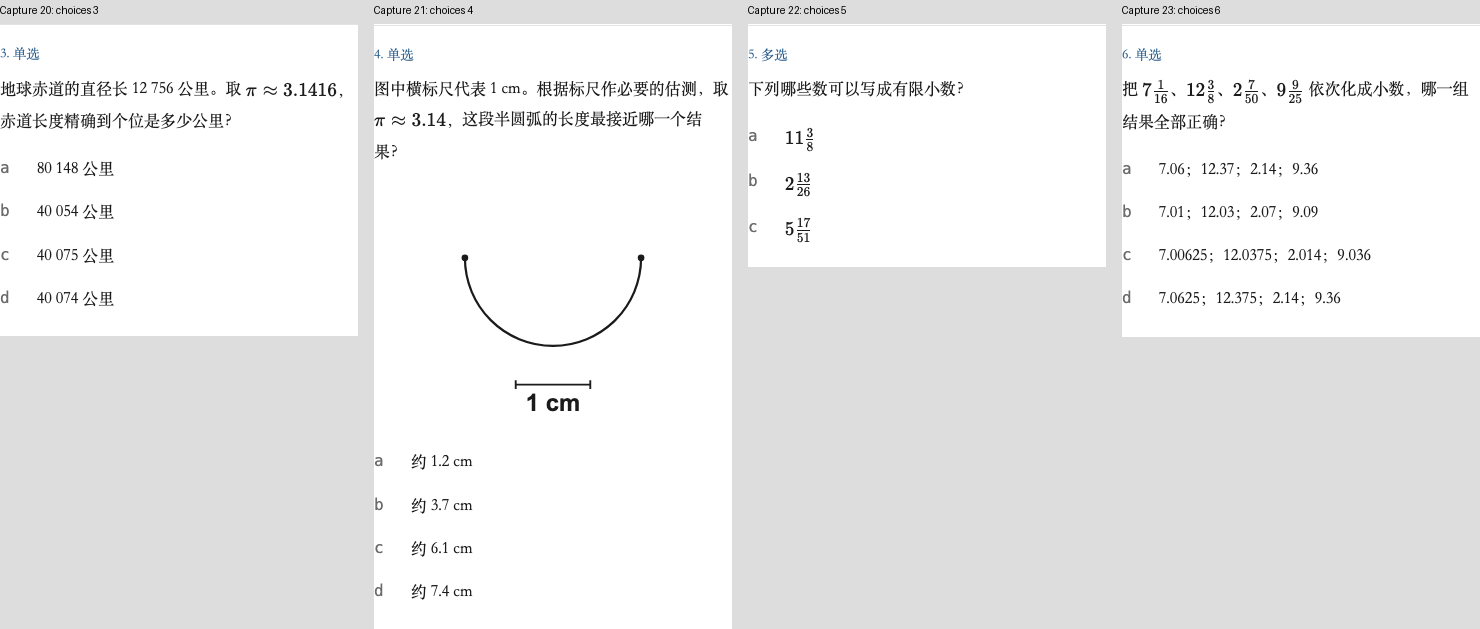 Capture 20: choices 3
3. 单选
地球赤道的直径长 12 756 公里。取 π ≈ 3.1416，
赤道长度精确到个位是多少公里？
a 80 148 公里
b 40 054 公里
c 40 075 公里
d 40 074 公里
Capture 21: choices 4
4. 单选
图中横标尺代表 1 cm。根据标尺作必要的估测，取
π ≈ 3.14，这段半圆弧的长度最接近哪一个结
果？
1 cm
a 约 1.2 cm
b 约 3.7 cm
c 约 6.1 cm
d 约 7.4 cm
Capture 22: choices 5
5. 多选
下列哪些数可以写成有限小数？
a 11 3/8
b 2 13/26
c 5 17/51
Capture 23: choices 6
6. 单选
把 7 1/16、12 3/8、2 7/50、9 9/25 依次化成小数，哪一组
结果全部正确？
a 7.06；12.37；2.14；9.36
b 7.01；12.03；2.07；9.09
c 7.00625；12.0375；2.014；9.036
d 7.0625；12.375；2.14；9.36